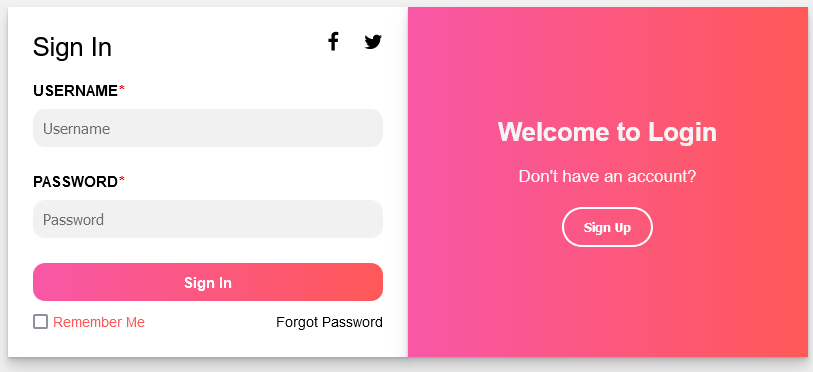 Sign In
USERNAME*
Username
PASSWORD*
Password
Sign In
Remember Me
Forgot Password
Welcome to Login
Don't have an account?
Sign Up